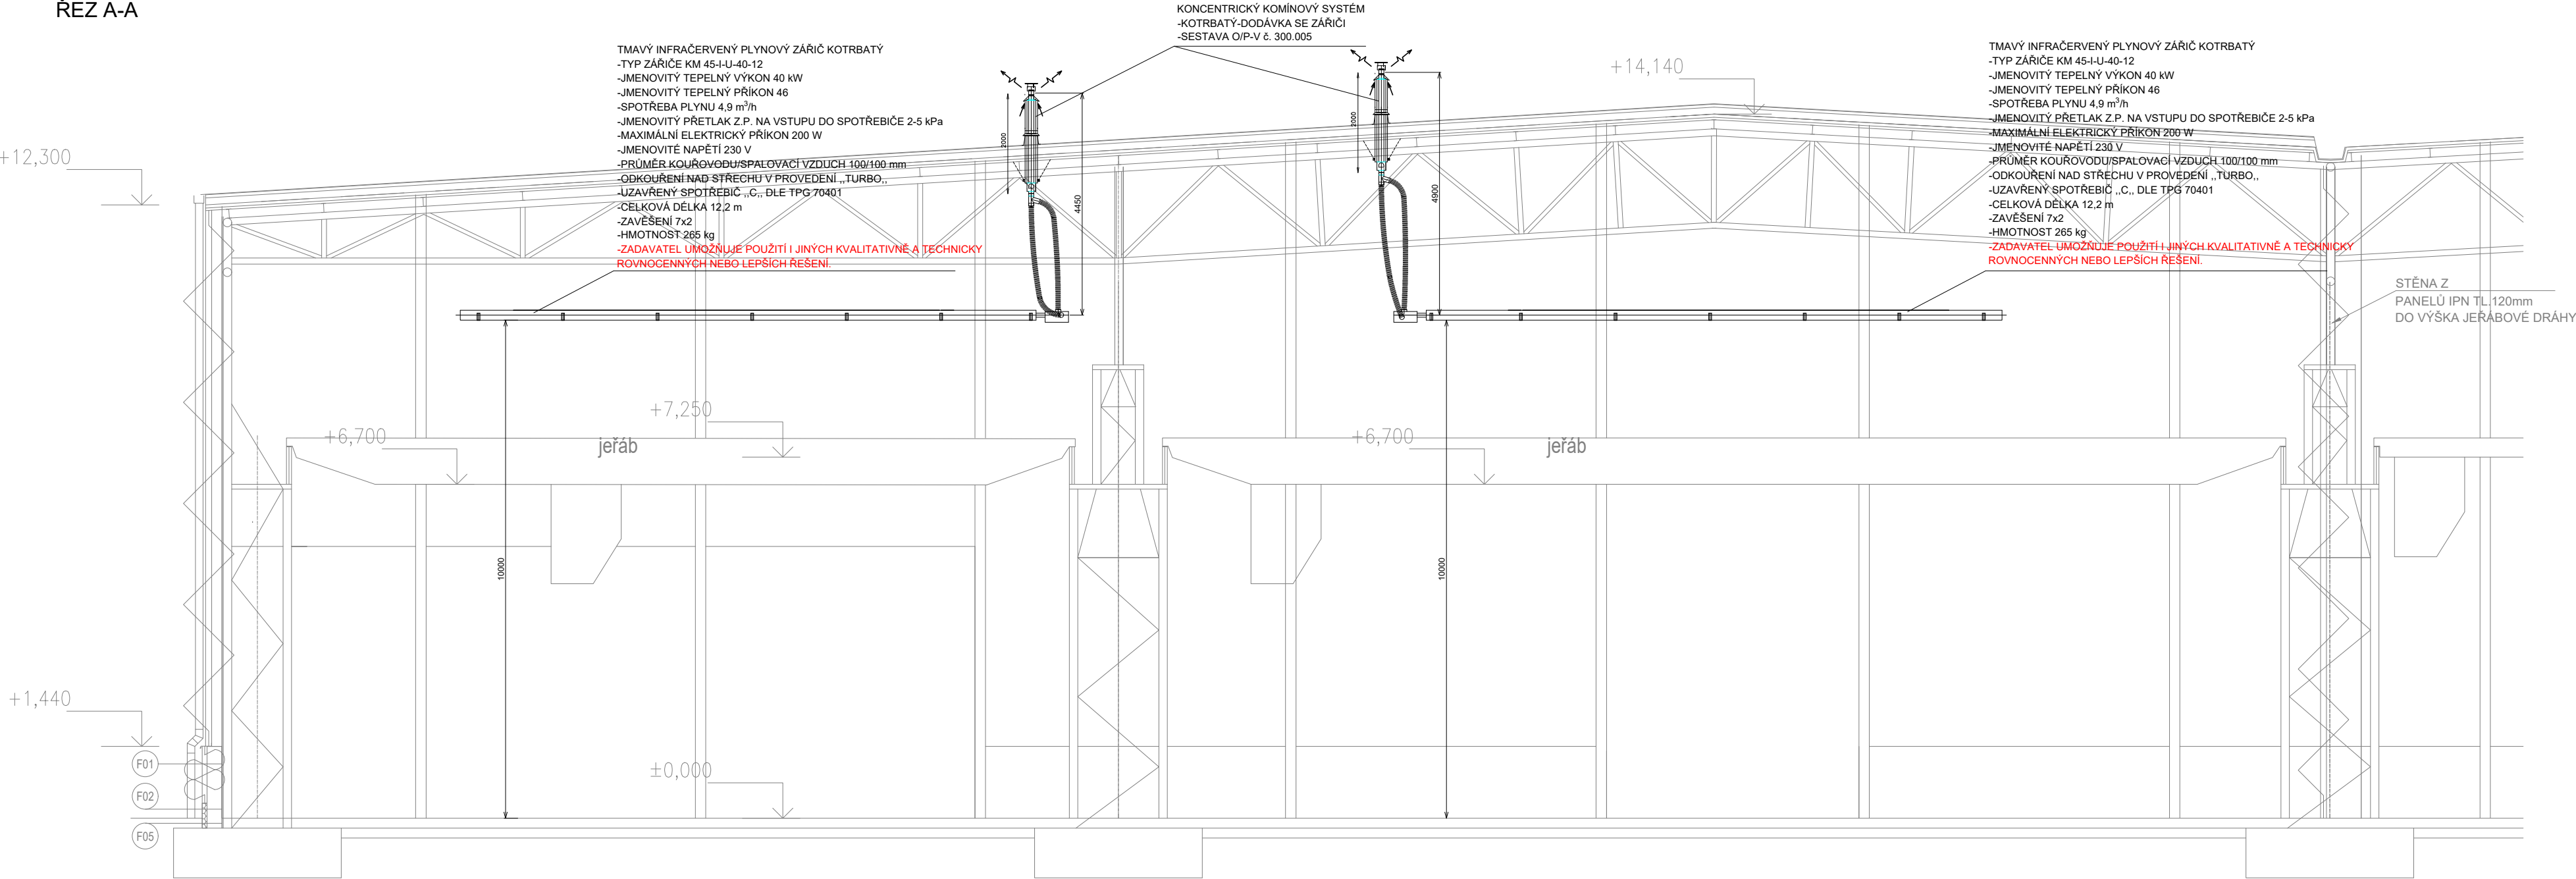 ŘEZ A-A
KONCENTRICKÝ KOMÍNOVÝ SYSTÉM
-KOTRBATÝ-DODÁVKA SE ZÁŘIČI
-SESTAVA O/P-V č. 300.005
TMAVÝ INFRAČERVENÝ PLYNOVÝ ZÁŘIČ KOTRBATÝ
-TYP ZÁŘIČE KM 45-I-U-40-12
-JMENOVITÝ TEPELNÝ VÝKON 40 kW
-JMENOVITÝ TEPELNÝ PŘÍKON 46
-SPOTŘEBA PLYNU 4,9 m³/h
-JMENOVITÝ PŘETLAK Z.P. NA VSTUPU DO SPOTŘEBIČE 2-5 kPa
-MAXIMÁLNÍ ELEKTRICKÝ PŘÍKON 200 W
-JMENOVITÉ NAPĚTÍ 230 V
-PRŮMĚR KOUŘOVODU/SPALOVACÍ VZDUCH 100/100 mm
-ODKOUŘENÍ NAD STŘECHU V PROVEDENÍ ,,TURBO,,
-UZAVŘENÝ SPOTŘEBIČ ,,C,, DLE TPG 70401
-CELKOVÁ DÉLKA 12,2 m
-ZAVĚŠENÍ 7x2
-HMOTNOST 265 kg
-ZADAVATEL UMOŽŇUJE POUŽITÍ I JINÝCH KVALITATIVNĚ A TECHNICKY
ROVNOCENNÝCH NEBO LEPŠÍCH ŘEŠENÍ.
TMAVÝ INFRAČERVENÝ PLYNOVÝ ZÁŘIČ KOTRBATÝ
-TYP ZÁŘIČE KM 45-I-U-40-12
-JMENOVITÝ TEPELNÝ VÝKON 40 kW
-JMENOVITÝ TEPELNÝ PŘÍKON 46
-SPOTŘEBA PLYNU 4,9 m³/h
-JMENOVITÝ PŘETLAK Z.P. NA VSTUPU DO SPOTŘEBIČE 2-5 kPa
-MAXIMÁLNÍ ELEKTRICKÝ PŘÍKON 200 W
-JMENOVITÉ NAPĚTÍ 230 V
-PRŮMĚR KOUŘOVODU/SPALOVACÍ VZDUCH 100/100 mm
-ODKOUŘENÍ NAD STŘECHU V PROVEDENÍ ,,TURBO,,
-UZAVŘENÝ SPOTŘEBIČ ,,C,, DLE TPG 70401
-CELKOVÁ DÉLKA 12,2 m
-ZAVĚŠENÍ 7x2
-HMOTNOST 265 kg
-ZADAVATEL UMOŽŇUJE POUŽITÍ I JINÝCH KVALITATIVNĚ A TECHNICKY
ROVNOCENNÝCH NEBO LEPŠÍCH ŘEŠENÍ.
+14,140
+12,300
2000
4450
2000
4900
STĚNA Z
PANELŮ IPN TL.120mm
DO VÝŠKA JEŘÁBOVÉ DRÁHY
+7,250
+6,700
jeřáb
+6,700
jeřáb
10000
10000
+1,440
±0,000
F01
F02
F05